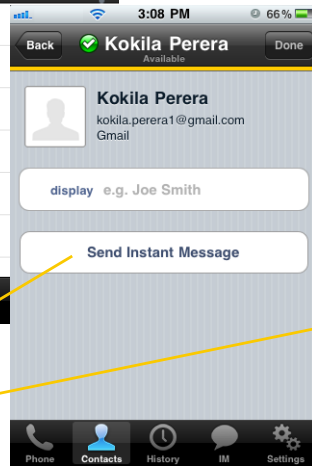 3:08 PM 66%
Back Kokila Perera Done
Available
Kokila Perera
kokila.perera1@gmail.com
Gmail
display e.g. Joe Smith
Send Instant Message
Phone Contacts History IM Settings